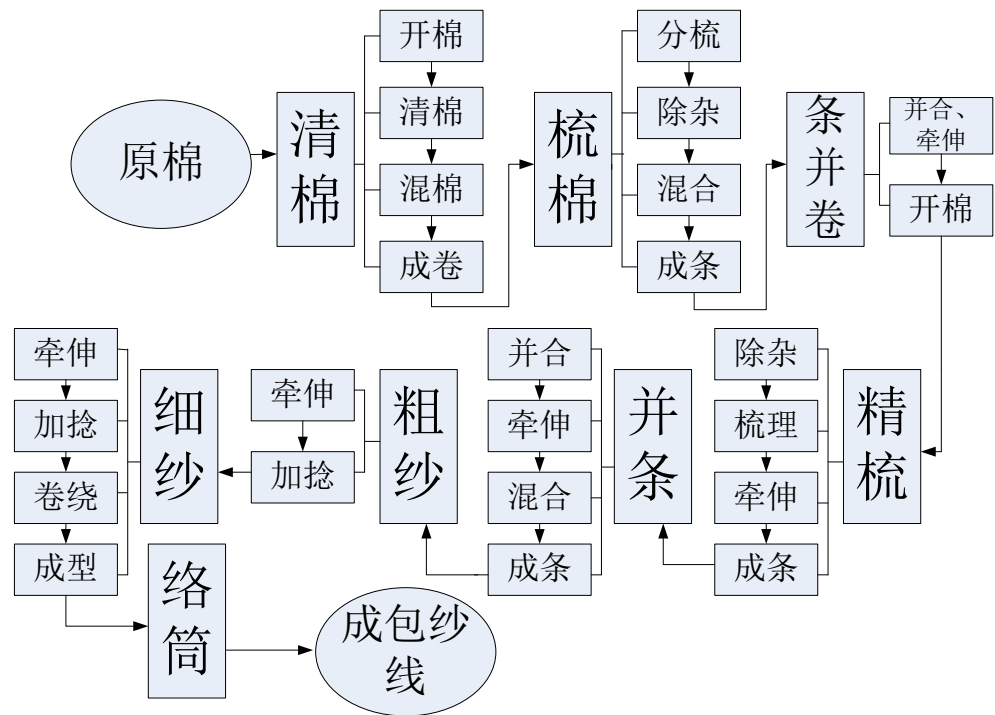 原棉
清
棉
开棉
清棉
混棉
成卷
梳
棉
分梳
除杂
混合
成条
条
并
卷
并合、
牵伸
开棉
精
梳
除杂
梳理
牵伸
成条
并
条
并合
牵伸
混合
成条
粗
纱
牵伸
加捻
细
纱
牵伸
加捻
卷绕
成型
络
筒
成包纱
线